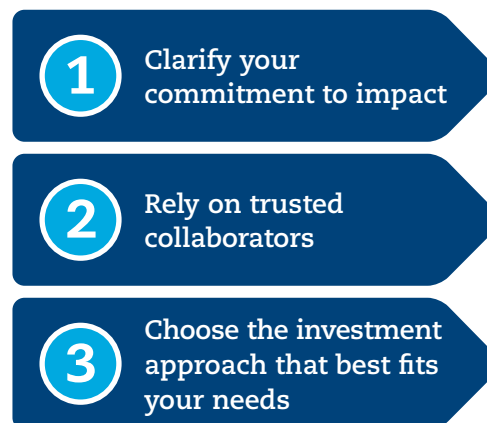 1
Clarify your
commitment to impact
2
Rely on trusted
collaborators
3
Choose the investment
approach that best fits
your needs